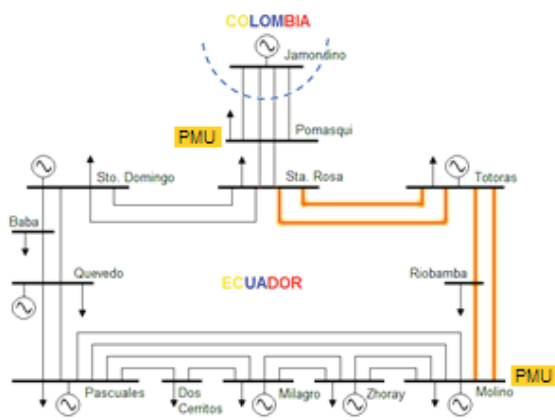 COLOMBIA
Jamondino
PMU
Pomasqui
Sto. Domingo
Sta. Rosa
Totoras
Baba
Quevedo
ECUADOR
Riobamba
PMU
Pascuales
Dos Cerritos
Milagro
Zhoray
Molino